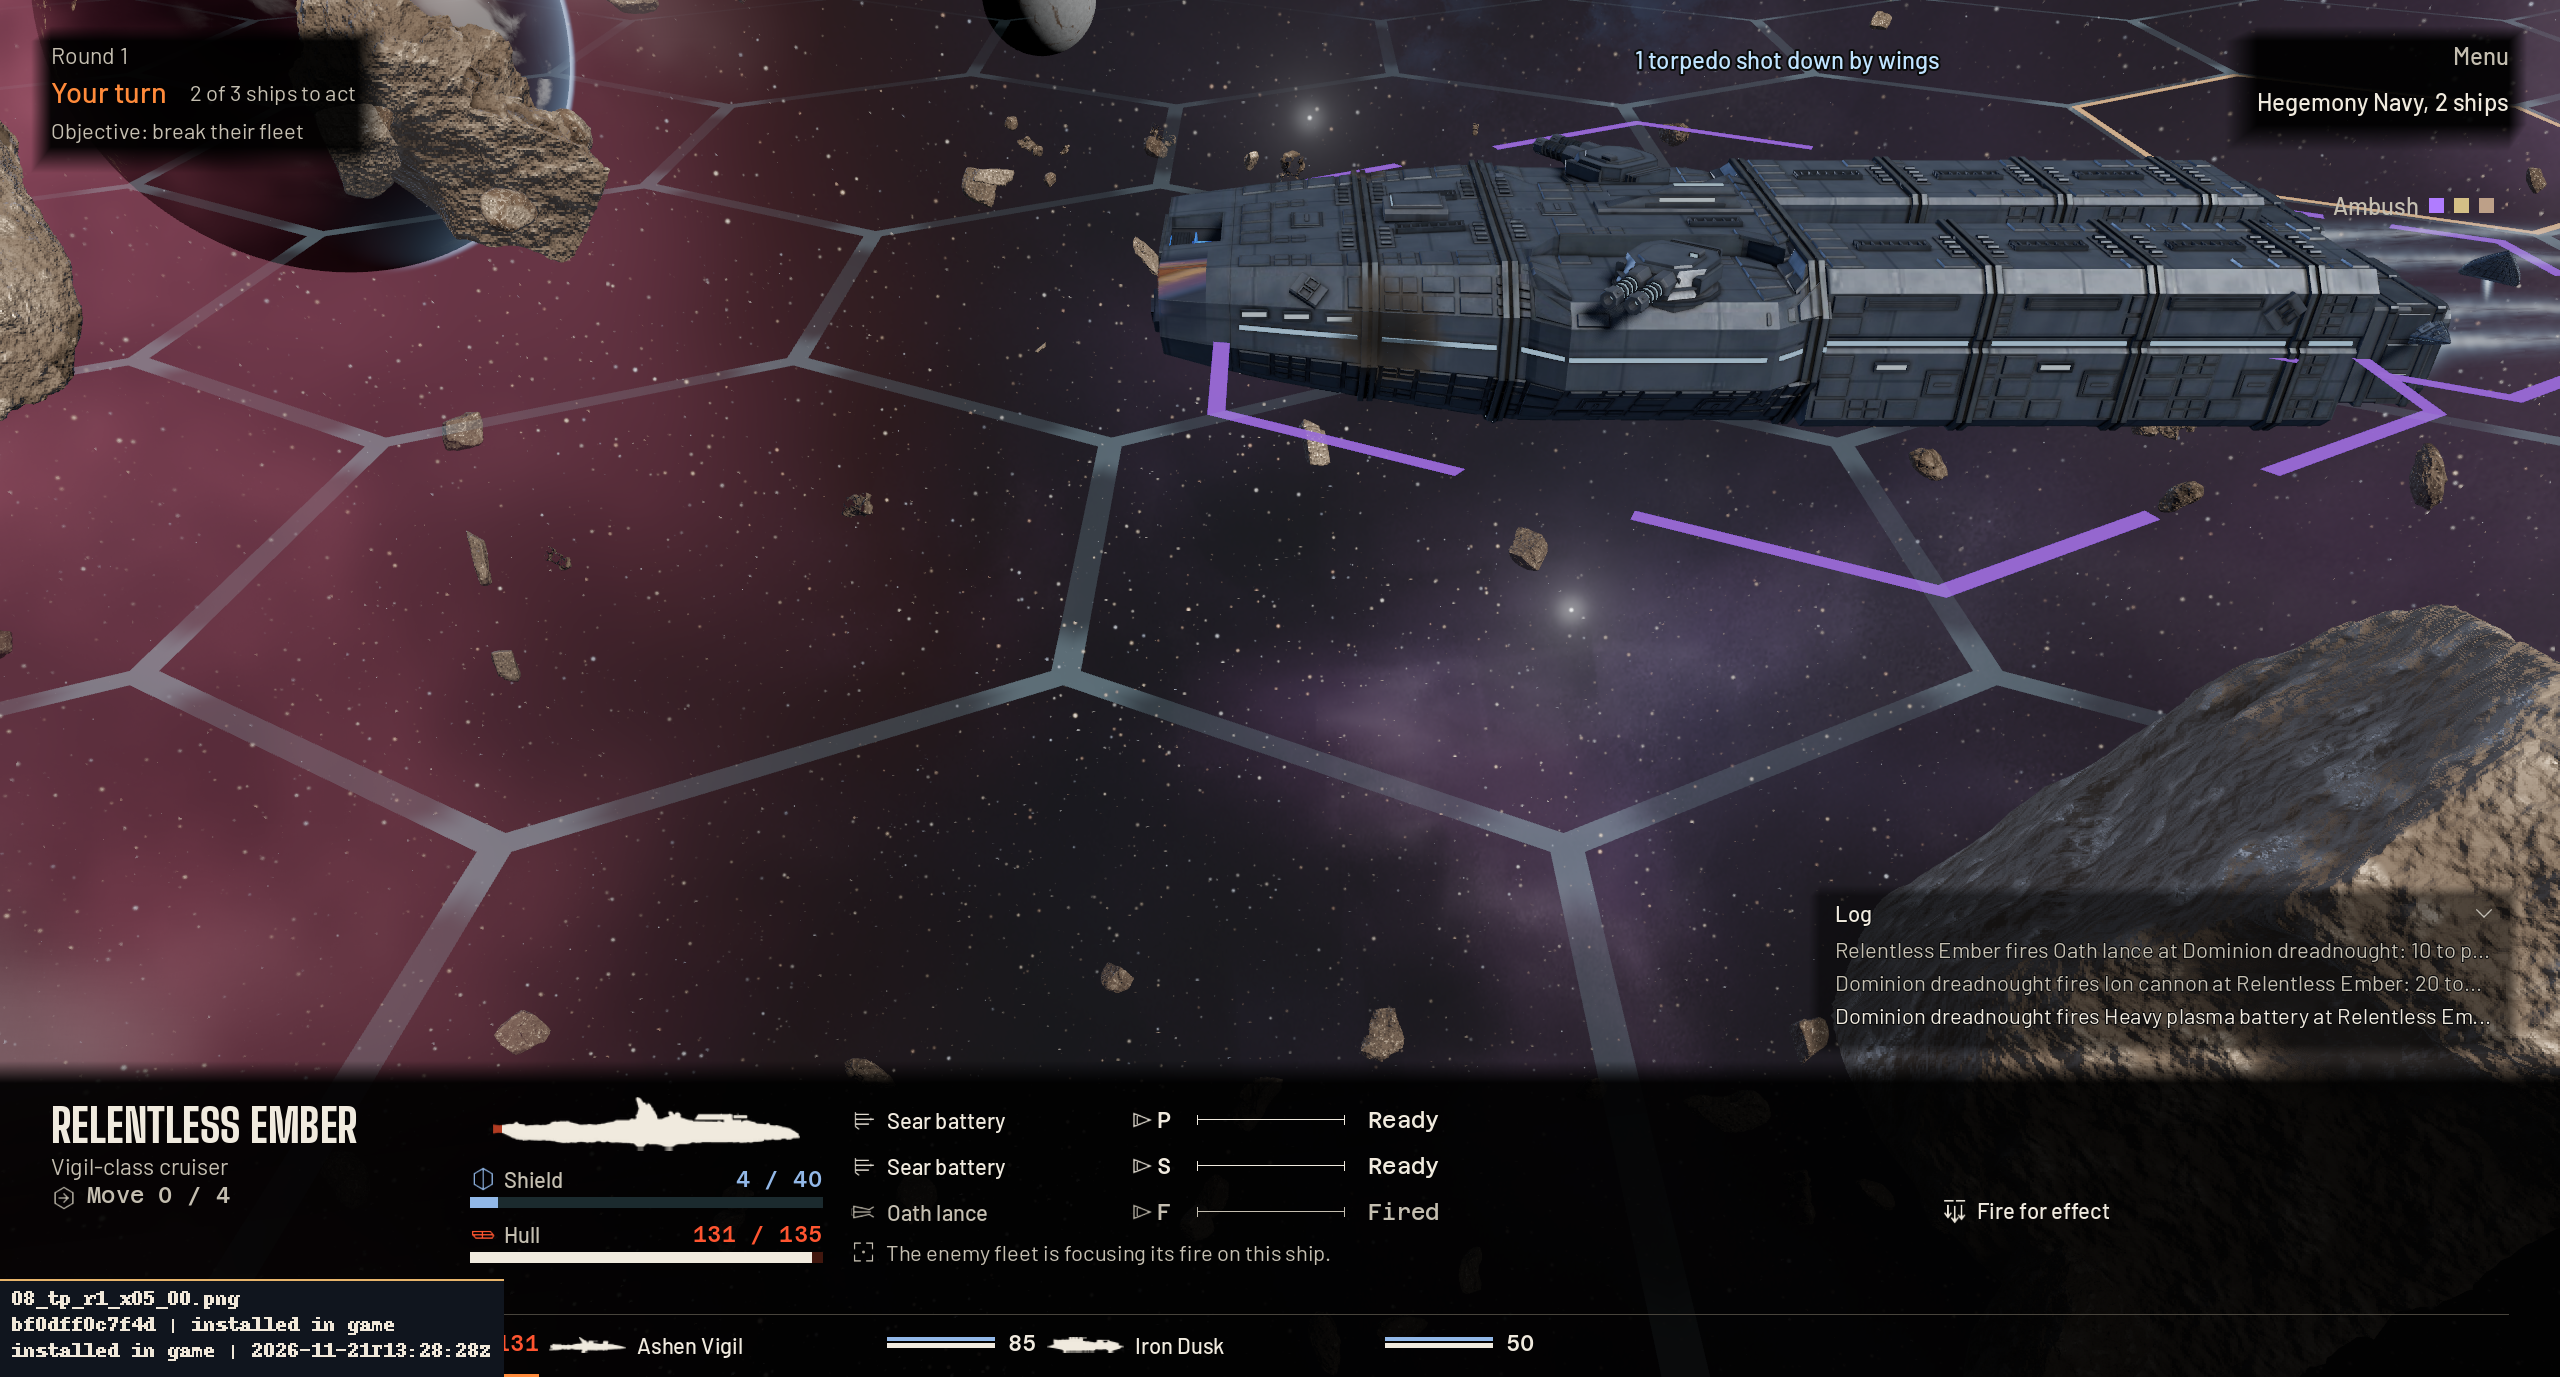 Round 1
Your turn 2 of 3 ships to act
Objective: break their fleet
1 torpedo shot down by wings
Menu
Hegemony Navy, 2 ships
Ambush
Log
Relentless Ember fires Oath lance at Dominion dreadnought: 10 to p...
Dominion dreadnought fires Ion cannon at Relentless Ember: 20 to...
Dominion dreadnought fires Heavy plasma battery at Relentless Em...
RELENTLESS EMBER
Vigil-class cruiser
Move 0 / 4
Shield 4 / 40
Hull 131 / 135
Sear battery P Ready
Sear battery S Ready
Oath lance F Fired
The enemy fleet is focusing its fire on this ship.
Fire for effect
08_tp_r1_x05_00.png
bf0dff0c7f4d | installed in game
installed in game | 2026-11-21r13:28:28z
131 Ashen Vigil 85 Iron Dusk 50